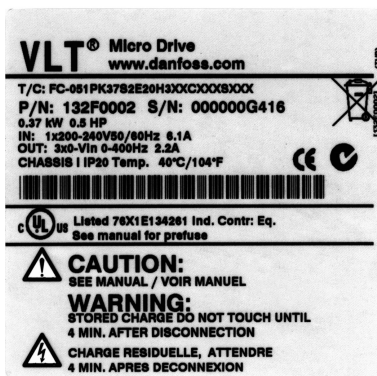 VLT® Micro Drive
www.danfoss.com
T/C: FC-051PK37S2E20H3XXCXXXSXXX
P/N: 132F0002 S/N: 000000G416
0.37 kW 0.5 HP
IN: 1x200-240V50/60Hz 6.1A
OUT: 3x0-Vin 0-400Hz 2.2A
CHASSIS I IP20 Temp. 40°C/104°F
CE
c UL us Listed 76X1E134261 Ind. Contr: Eq.
See manual for prefuse
CAUTION:
SEE MANUAL / VOIR MANUEL
WARNING:
STORED CHARGE DO NOT TOUCH UNTIL
4 MIN. AFTER DISCONNECTION
CHARGE RESIDUELLE, ATTENDRE
4 MIN. APRES DECONNEXION